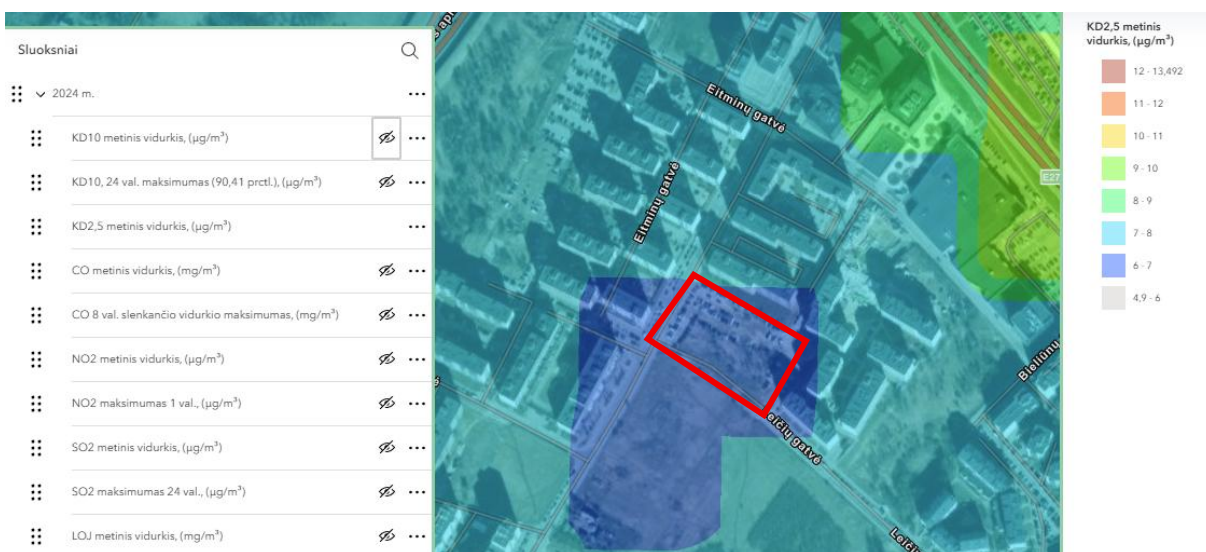 Sluoksniai
2024 m.
KD10 metinis vidurkis, (µg/m³)
KD10, 24 val. maksimumas (90,41 prctl.), (µg/m³)
KD2,5 metinis vidurkis, (µg/m³)
CO metinis vidurkis, (mg/m³)
CO 8 val. slenkančio vidurkio maksimumas, (mg/m³)
NO2 metinis vidurkis, (µg/m³)
NO2 maksimumas 1 val., (µg/m³)
SO2 metinis vidurkis, (µg/m³)
SO2 maksimumas 24 val., (µg/m³)
LOJ metinis vidurkis, (mg/m³)
Eitminų gatvė
Eitminų gatvė
E27
Bieliūnų
eičių gatvė
Leičių
KD2,5 metinis
vidurkis, (µg/m³)
12 - 13,492
11 - 12
10 - 11
9 - 10
8 - 9
7 - 8
6 - 7
4,9 - 6